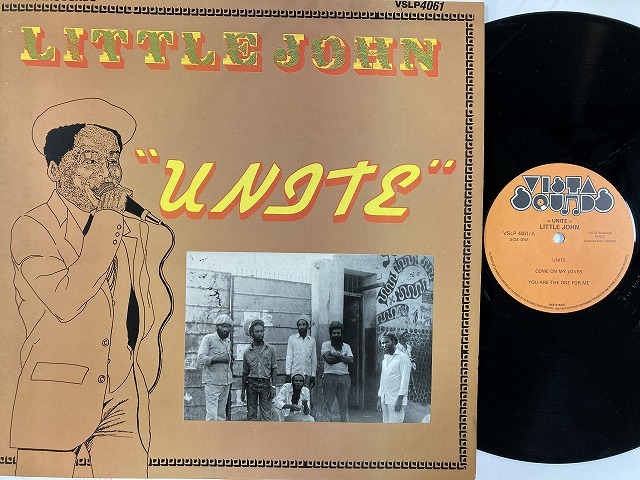 VSLP4061
LITTLE JOHN
"UNITE"
VISTA
SOUNDS
« UNITE »
LITTLE JOHN
VSLP 4061/A
SIDE ONE
UNITE
COME ON MY LOVER
YOU ARE THE ONE FOR ME